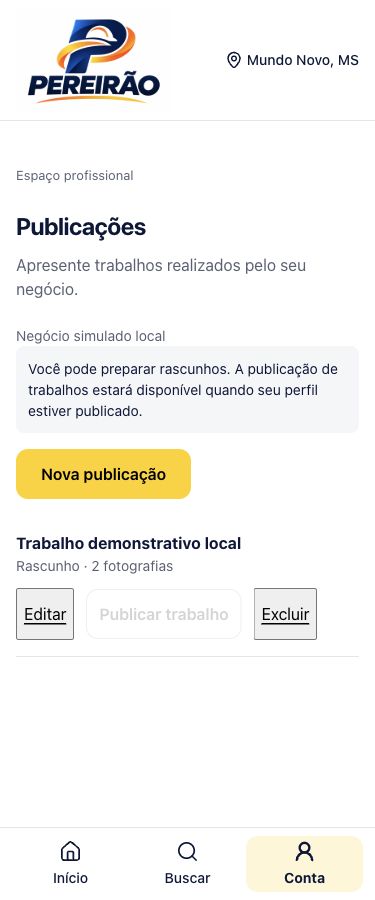 PEREIRÃO
Mundo Novo, MS
Espaço profissional
Publicações
Apresente trabalhos realizados pelo seu
negócio.
Negócio simulado local
Você pode preparar rascunhos. A publicação de
trabalhos estará disponível quando seu perfil
estiver publicado.
Nova publicação
Trabalho demonstrativo local
Rascunho · 2 fotografias
Editar Publicar trabalho Excluir
Início Buscar Conta